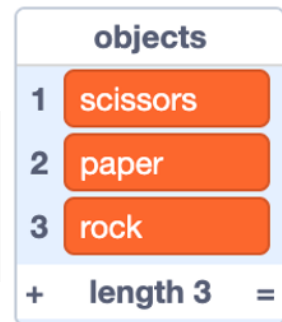 objects
1 scissors
2 paper
3 rock
+ length 3 =